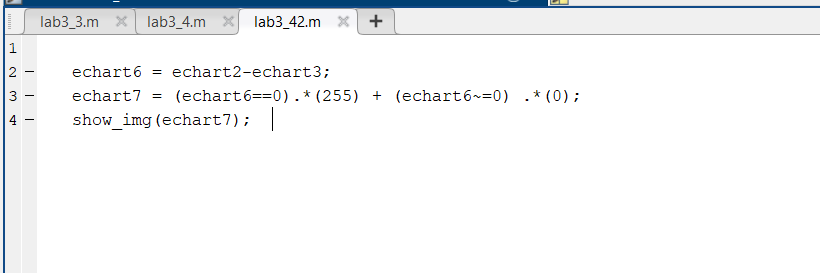 lab3_3.m × lab3_4.m × lab3_42.m × +
1
2 – echart6 = echart2-echart3;
3 – echart7 = (echart6==0).*(255) + (echart6~=0) .*(0);
4 – show_img(echart7);